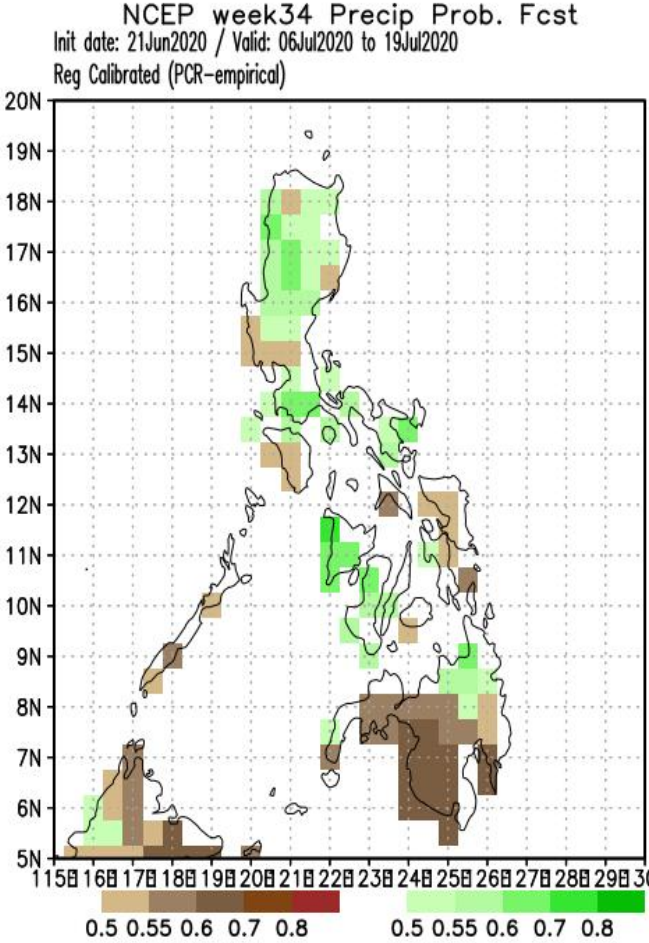 NCEP week34 Precip Prob. Fcst
Init date: 21Jun2020 / Valid: 06Jul2020 to 19Jul2020
Reg Calibrated (PCR-empirical)
20N
19N
18N
17N
16N
15N
14N
13N
12N
11N
10N
9N
8N
7N
6N
5N
0.5 0.55 0.6 0.7 0.8 0.5 0.55 0.6 0.7 0.8